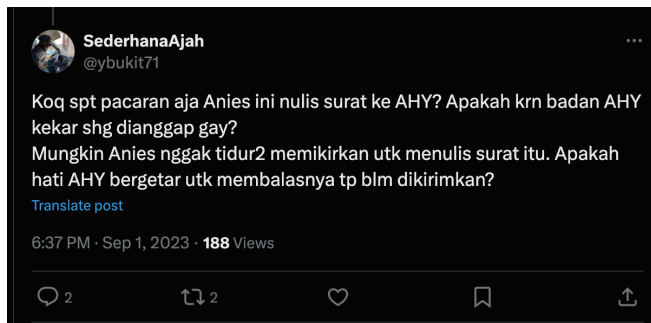 SederhanaAjah
@ybukit71
Koq spt pacaran aja Anies ini nulis surat ke AHY? Apakah krn badan AHY
kekar shg dianggap gay?
Mungkin Anies nggak tidur2 memikirkan utk menulis surat itu. Apakah
hati AHY bergetar utk membalasnya tp blm dikirimkan?
Translate post
6:37 PM · Sep 1, 2023 · 188 Views
2 2